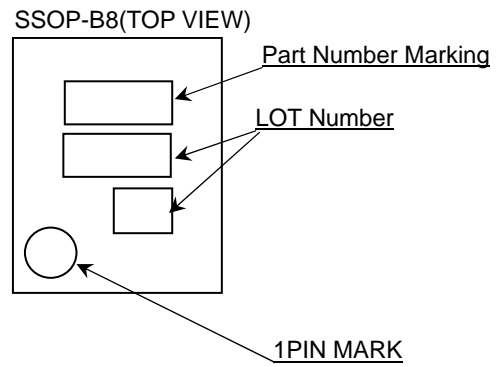 SSOP-B8(TOP VIEW)
Part Number Marking
LOT Number
1PIN MARK